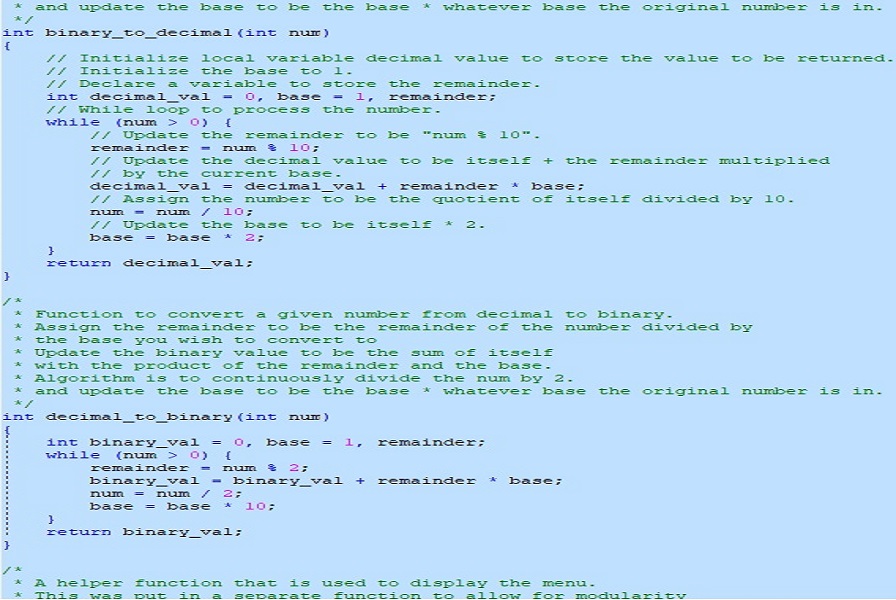 * and update the base to be the base * whatever base the original number is in.
*/
int binary_to_decimal(int num)
{
// Initialize local variable decimal value to store the value to be returned.
// Initialize the base to 1.
// Declare a variable to store the remainder.
int decimal_val = 0, base = 1, remainder;
// While loop to process the number.
while (num > 0) {
// Update the remainder to be "num % 10".
remainder = num % 10;
// Update the decimal value to be itself + the remainder multiplied
// by the current base.
decimal_val = decimal_val + remainder * base;
// Assign the number to be the quotient of itself divided by 10.
num = num / 10;
// Update the base to be itself * 2.
base = base * 2;
}
return decimal_val;
}
/*
* Function to convert a given number from decimal to binary.
* Assign the remainder to be the remainder of the number divided by
* the base you wish to convert to
* Update the binary value to be the sum of itself
* with the product of the remainder and the base.
* Algorithm is to continuously divide the num by 2.
* and update the base to be the base * whatever base the original number is in.
*/
int decimal_to_binary(int num)
{
int binary_val = 0, base = 1, remainder;
while (num > 0) {
remainder = num % 2;
binary_val = binary_val + remainder * base;
num = num / 2;
base = base * 10;
}
return binary_val;
}
/*
* A helper function that is used to display the menu.
* This was put in a separate function to allow for modularity